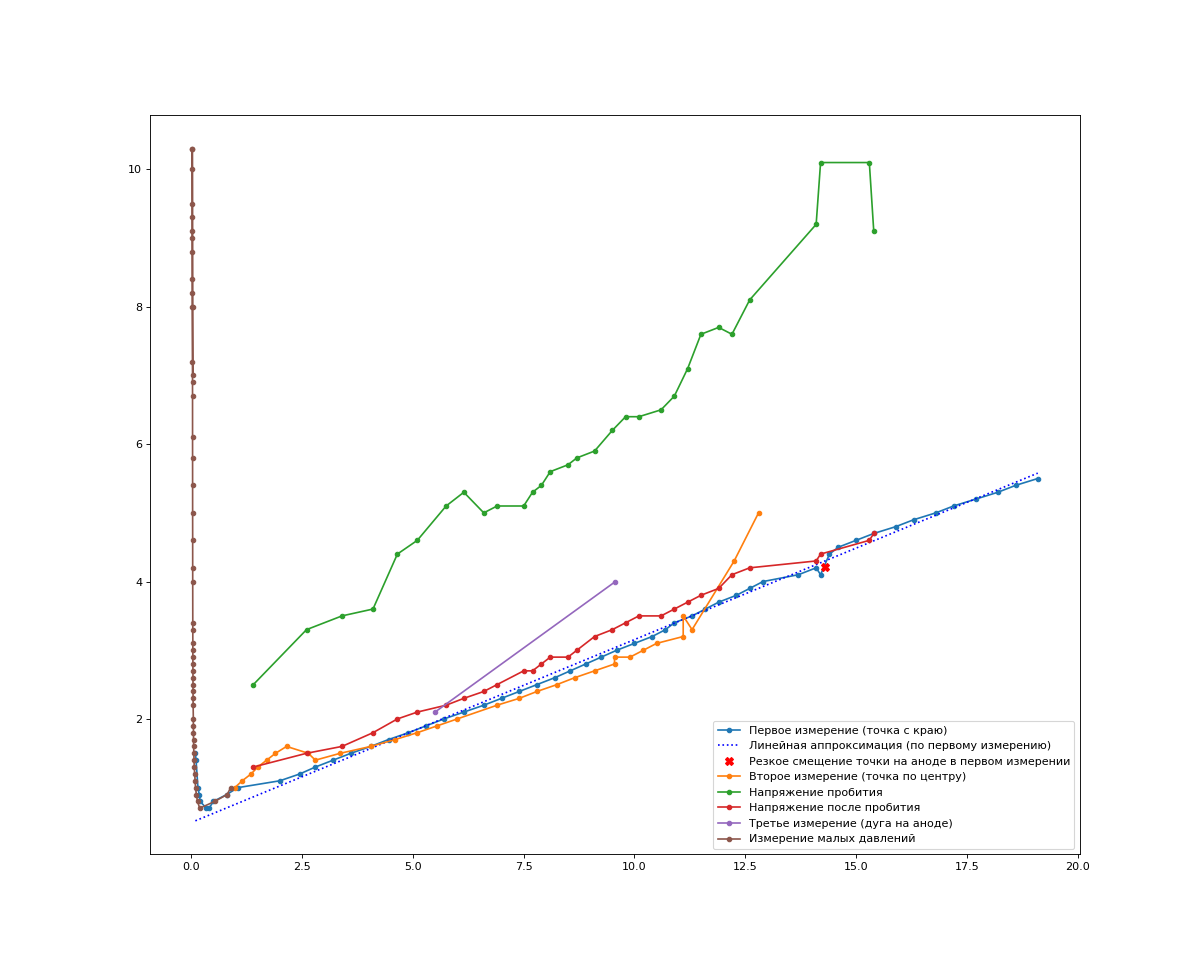 10
8
6
4
2
0.0 2.5 5.0 7.5 10.0 12.5 15.0 17.5 20.0
Первое измерение (точка с краю)
Линейная аппроксимация (по первому измерению)
Резкое смещение точки на аноде в первом измерении
Второе измерение (точка по центру)
Напряжение пробития
Напряжение после пробития
Третье измерение (дуга на аноде)
Измерение малых давлений